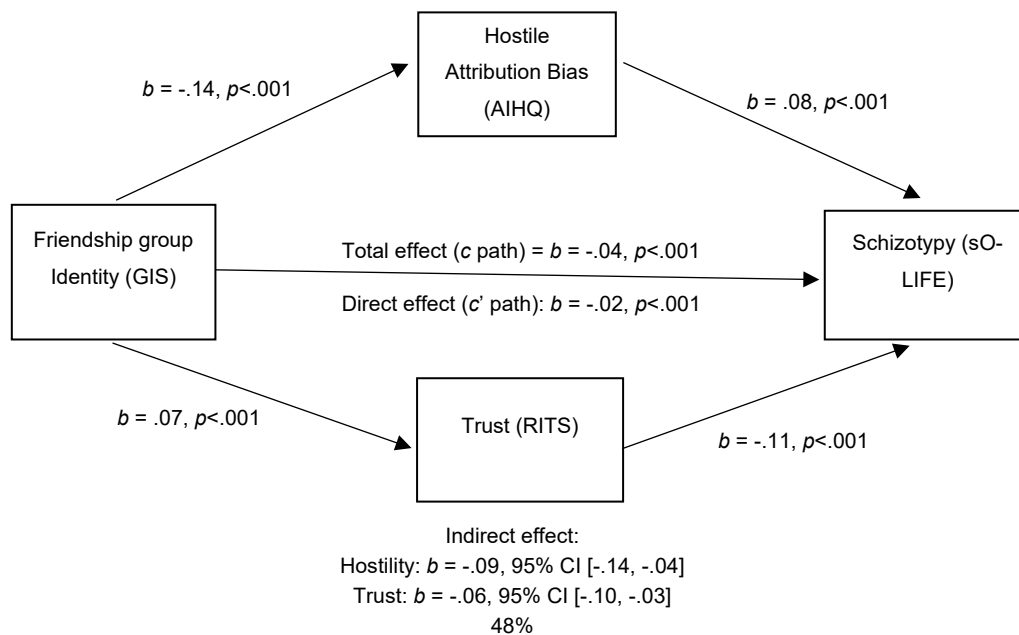 Hostile
Attribution Bias
(AIHQ)
b = -.14, p<.001
b = .08, p<.001
Friendship group
Identity (GIS)
Total effect (c path) = b = -.04, p<.001
Direct effect (c’ path): b = -.02, p<.001
Schizotypy (sO-
LIFE)
b = .07, p<.001
Trust (RITS)
b = -.11, p<.001
Indirect effect:
Hostility: b = -.09, 95% CI [-.14, -.04]
Trust: b = -.06, 95% CI [-.10, -.03]
48%